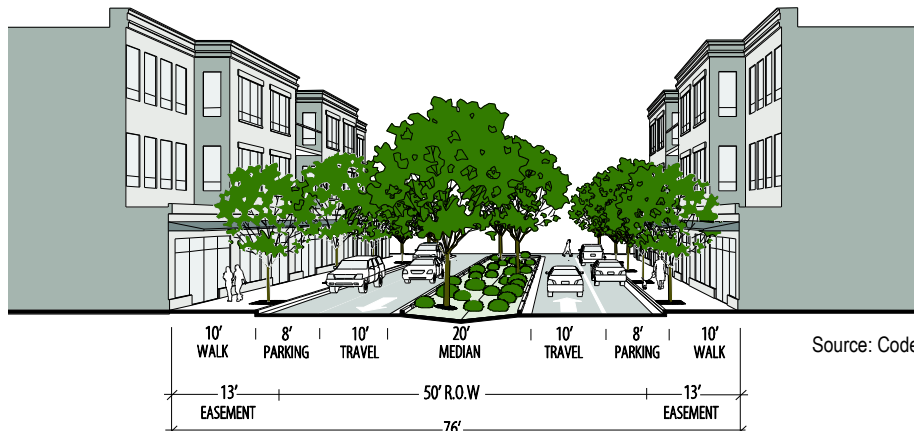 10' 8' 10' 20' 10' 8' 10'
WALK PARKING TRAVEL MEDIAN TRAVEL PARKING WALK
Source: Code
13' 50' R.O.W 13'
EASEMENT EASEMENT
76'